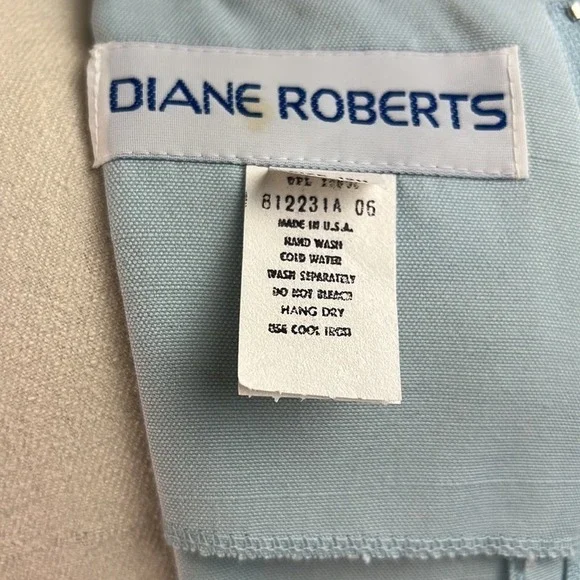 DIANE ROBERTS
812231A 06
MADE IN U.S.A.
HAND WASH
COLD WATER
WASH SEPARATELY
DO NOT BLEACH
HANG DRY
USE COOL IRON